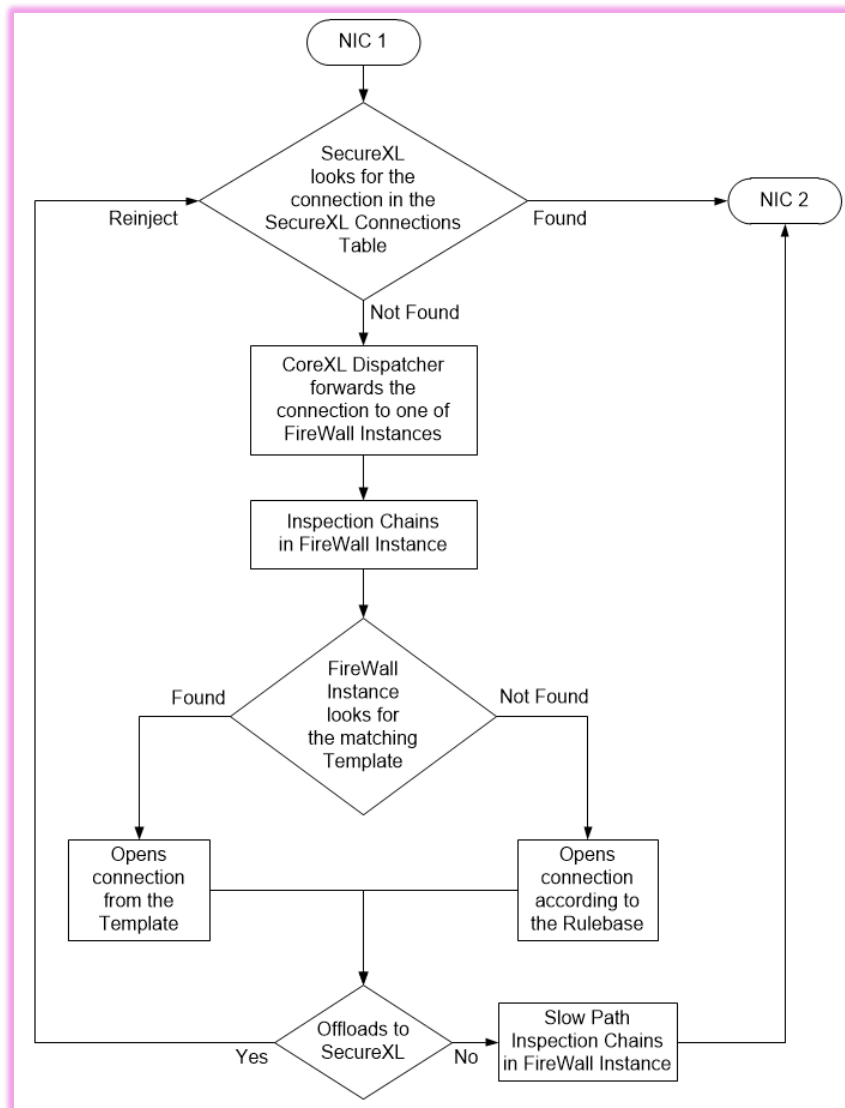 NIC 1
SecureXL
looks for the
connection in the
SecureXL Connections
Table
Reinject
Found
NIC 2
Not Found
CoreXL Dispatcher
forwards the
connection to one of
FireWall Instances
Inspection Chains
in FireWall Instance
FireWall
Instance
looks for
the matching
Template
Found
Not Found
Opens
connection
from the
Template
Opens
connection
according to
the Rulebase
Offloads to
SecureXL
Yes
No
Slow Path
Inspection Chains
in FireWall Instance